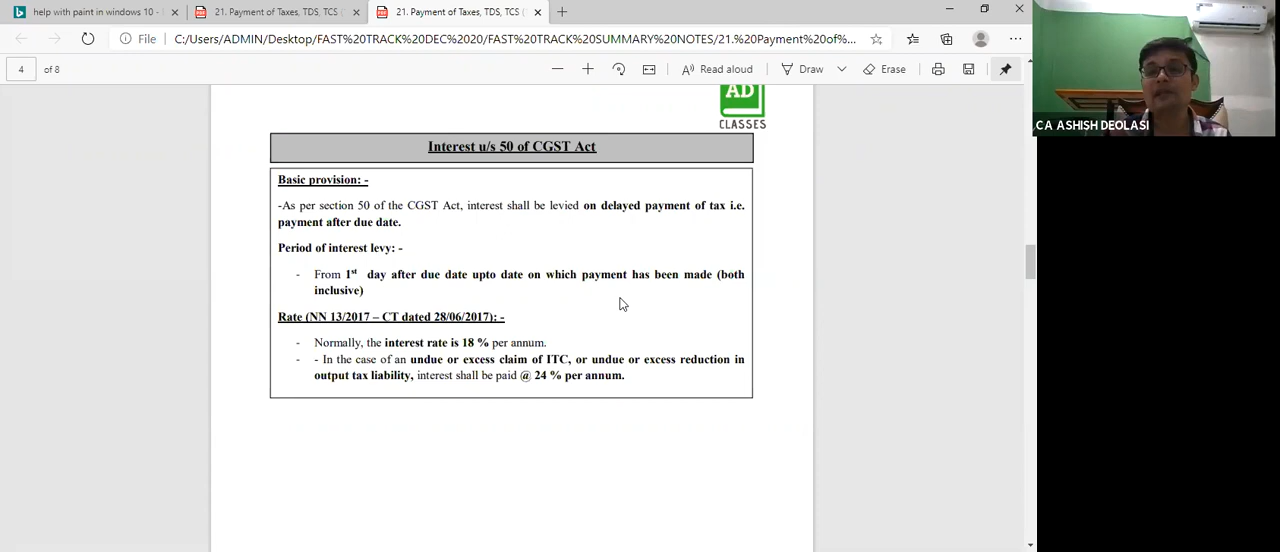 help with paint in windows 10 -
21. Payment of Taxes, TDS, TCS (
21. Payment of Taxes, TDS, TCS (
File
C:/Users/ADMIN/Desktop/FAST%20TRACK%20DEC%202020/FAST%20TRACK%20SUMMARY%20NOTES/21.%20Payment%20of%...
4 of 8
Read aloud
Draw
Erase
AD
CLASSES
CA ASHISH DEOLASI
Interest u/s 50 of CGST Act
Basic provision: -
-As per section 50 of the CGST Act, interest shall be levied on delayed payment of tax i.e.
payment after due date.
Period of interest levy: -
- From 1st day after due date upto date on which payment has been made (both
inclusive)
Rate (NN 13/2017 – CT dated 28/06/2017): -
- Normally, the interest rate is 18 % per annum.
- - In the case of an undue or excess claim of ITC, or undue or excess reduction in
output tax liability, interest shall be paid @ 24 % per annum.